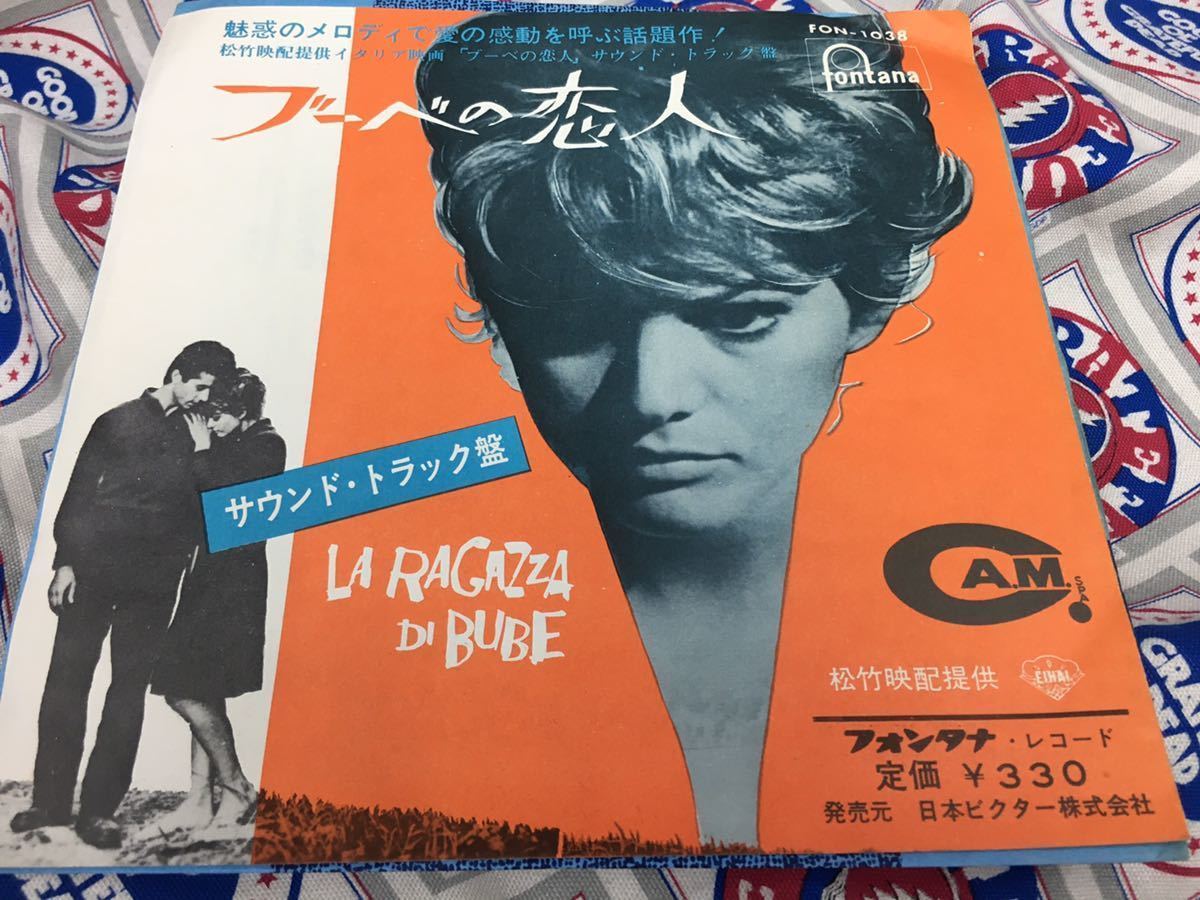 魅惑のメロディで愛の感動を呼ぶ話題作!
松竹映配提供イタリア映画「ブーベの恋人」サウンド・トラック盤
FON-1038
fontana
ブーベの恋人
サウンド・トラック盤
LA RAGAZZA
DI BUBE
C.A.M. SPA
松竹映配提供 EIHAI
フォンタナ・レコード
定価 ¥330
発売元 日本ビクター株式会社